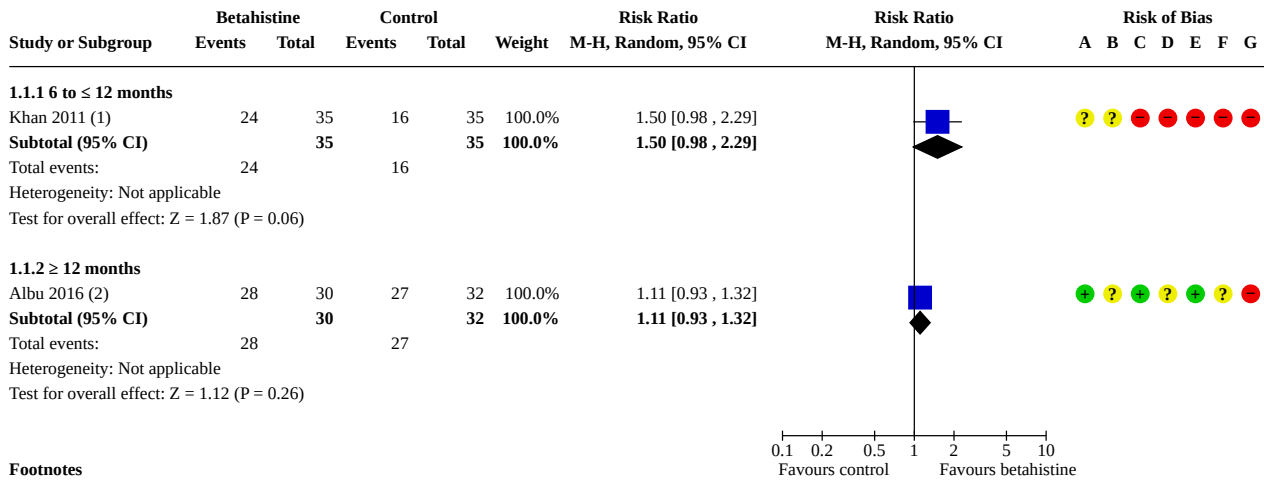 Betahistine Control Risk Ratio Risk Ratio Risk of Bias
Study or Subgroup Events Total Events Total Weight M-H, Random, 95% CI M-H, Random, 95% CI A B C D E F G
1.1.1 6 to ≤ 12 months
Khan 2011 (1) 24 35 16 35 100.0% 1.50 [0.98 , 2.29] ? ? − − − − −
Subtotal (95% CI) 35 35 100.0% 1.50 [0.98 , 2.29]
Total events: 24 16
Heterogeneity: Not applicable
Test for overall effect: Z = 1.87 (P = 0.06)
1.1.2 ≥ 12 months
Albu 2016 (2) 28 30 27 32 100.0% 1.11 [0.93 , 1.32] + ? + ? + ? −
Subtotal (95% CI) 30 32 100.0% 1.11 [0.93 , 1.32]
Total events: 28 27
Heterogeneity: Not applicable
Test for overall effect: Z = 1.12 (P = 0.26)
0.1 0.2 0.5 1 2 5 10
Footnotes Favours control Favours betahistine